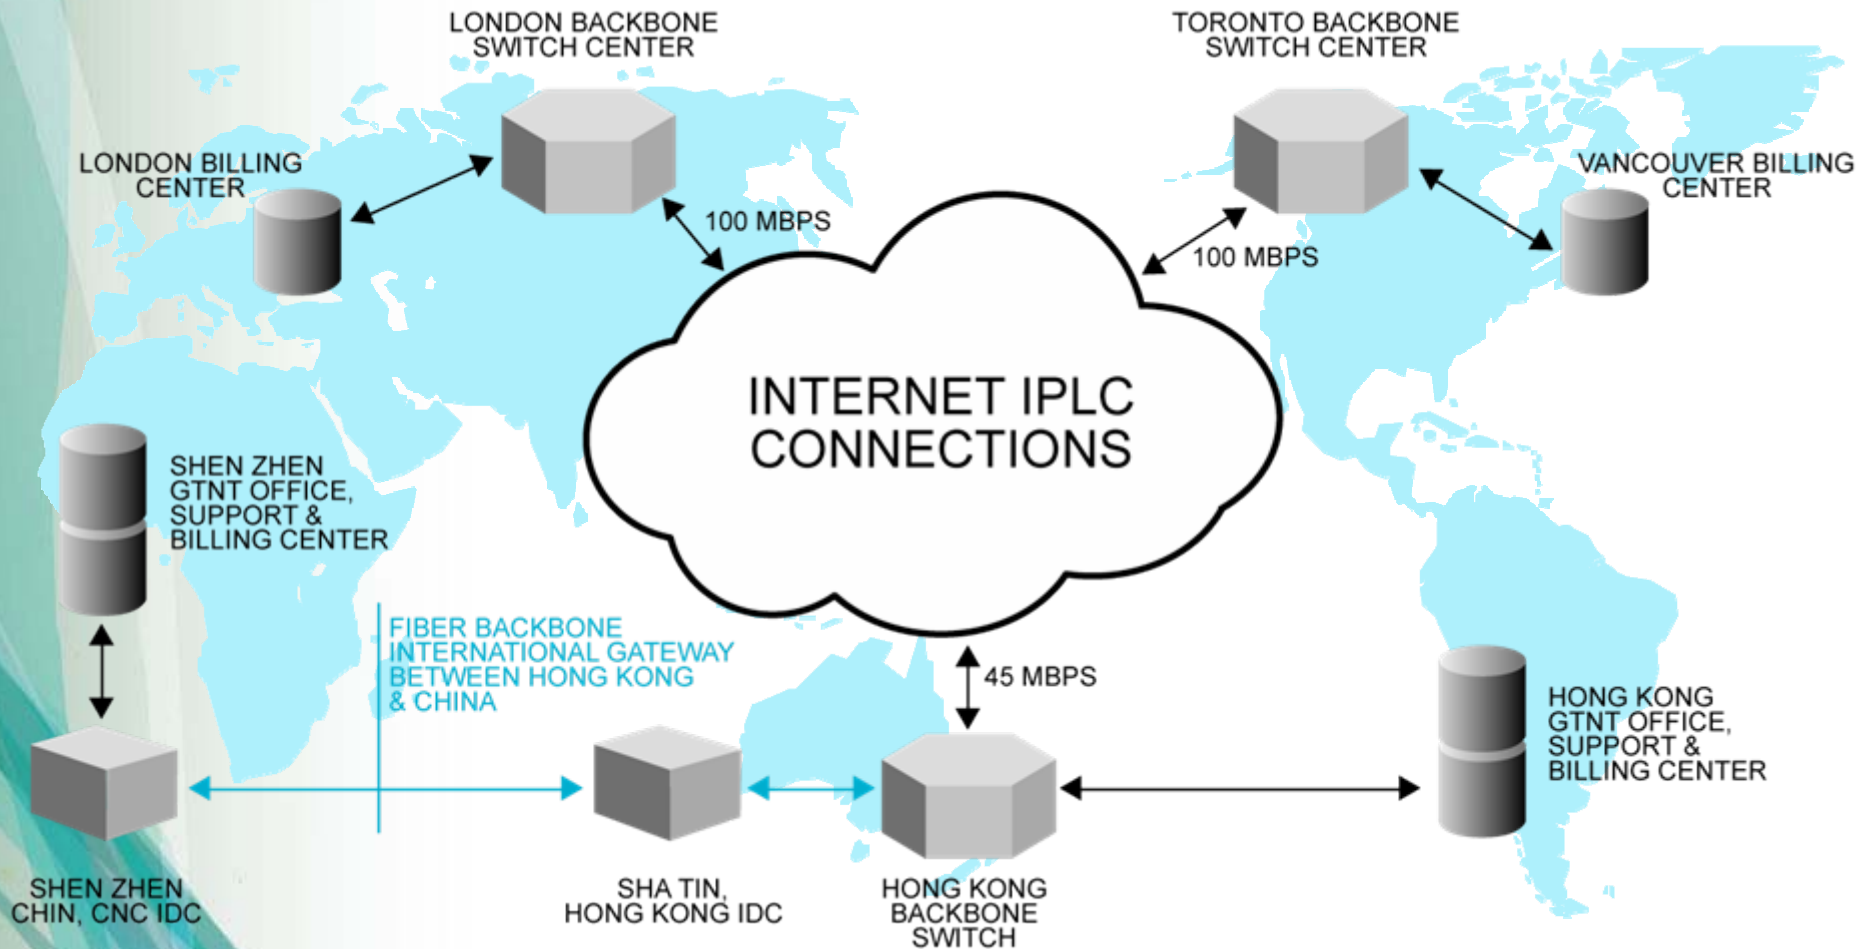 LONDON BACKBONE
SWITCH CENTER
TORONTO BACKBONE
SWITCH CENTER
LONDON BILLING
CENTER
VANCOUVER BILLING
CENTER
100 MBPS
100 MBPS
INTERNET IPLC
CONNECTIONS
SHEN ZHEN
GTNT OFFICE,
SUPPORT &
BILLING CENTER
FIBER BACKBONE
INTERNATIONAL GATEWAY
BETWEEN HONG KONG
& CHINA
45 MBPS
HONG KONG
GTNT OFFICE,
SUPPORT &
BILLING CENTER
SHEN ZHEN
CHIN, CNC IDC
SHA TIN,
HONG KONG IDC
HONG KONG
BACKBONE
SWITCH